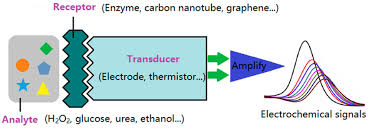 Receptor (Enzyme, carbon nanotube, graphene...)
Transducer
(Electrode, thermistor...)
Amplify
Analyte (H₂O₂, glucose, urea, ethanol...)
Electrochemical signals